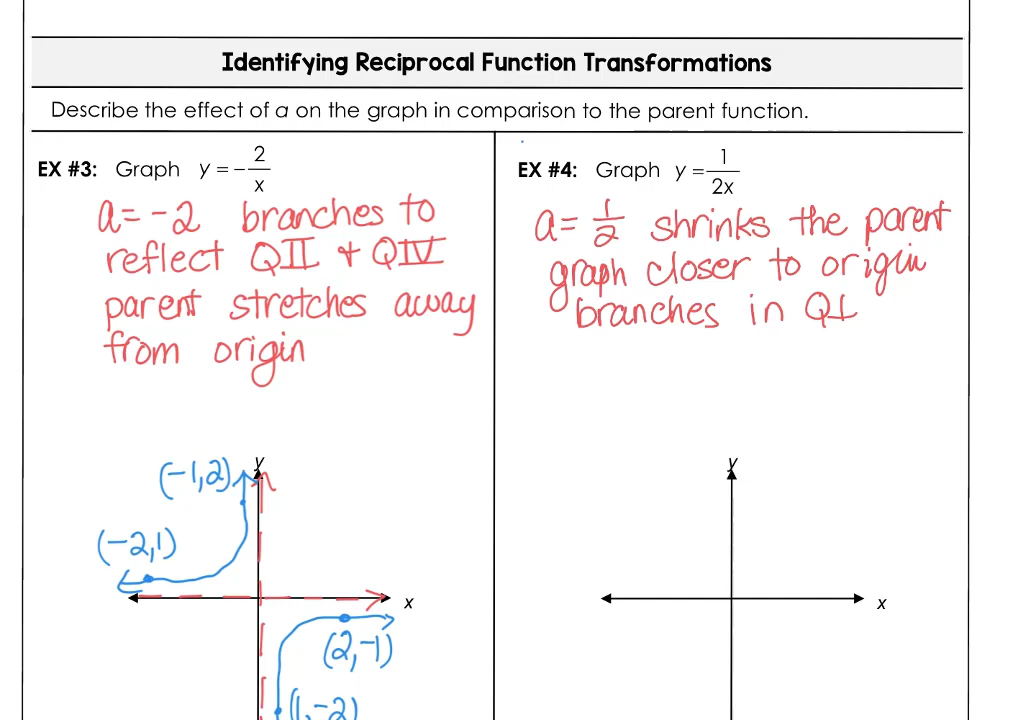 Identifying Reciprocal Function Transformations
Describe the effect of a on the graph in comparison to the parent function.
EX #3: Graph y = -2/x
a = -2 branches to
reflect QII + QIV
parent stretches away
from origin
(-1,2)
y
(-2,1)
x
(2,-1)
(1,-2)
EX #4: Graph y = 1/2x
a = 1/2 shrinks the parent
graph closer to origin
branches in QI
y
x